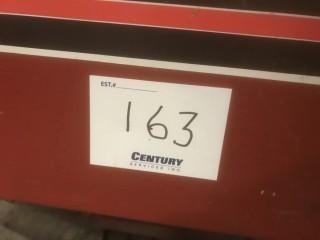 EST.#
163
CENTURY
SERVICES INC.